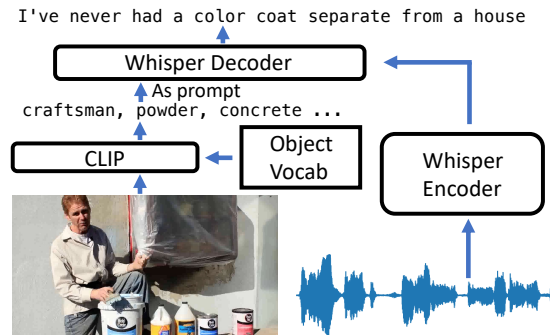 I've never had a color coat separate from a house
Whisper Decoder
As prompt
craftsman, powder, concrete ...
CLIP
Object
Vocab
Whisper
Encoder